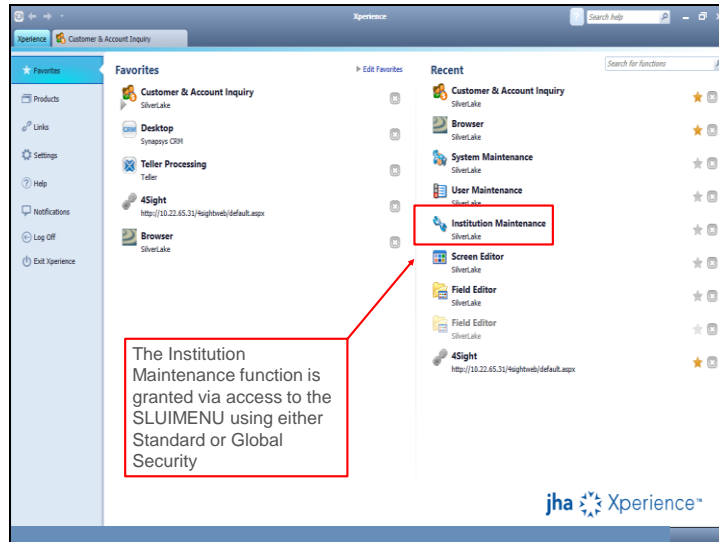 Xperience
Search help
Xperience
Customer & Account Inquiry
Favorites
Products
Links
Settings
Help
Notifications
Log Off
Exit Xperience
Favorites
Edit Favorites
Customer & Account Inquiry
SilverLake
CRM
Desktop
Synapsys CRM
Teller Processing
Teller
4Sight
http://10.22.65.31/4sightweb/default.aspx
Browser
SilverLake
Recent
Search for functions
Customer & Account Inquiry
SilverLake
Browser
SilverLake
System Maintenance
SilverLake
User Maintenance
SilverLake
Institution Maintenance
SilverLake
Screen Editor
SilverLake
Field Editor
SilverLake
Field Editor
SilverLake
4Sight
http://10.22.65.31/4sightweb/default.aspx
The Institution
Maintenance function is
granted via access to the
SLUIMENU using either
Standard or Global
Security
jha Xperience™